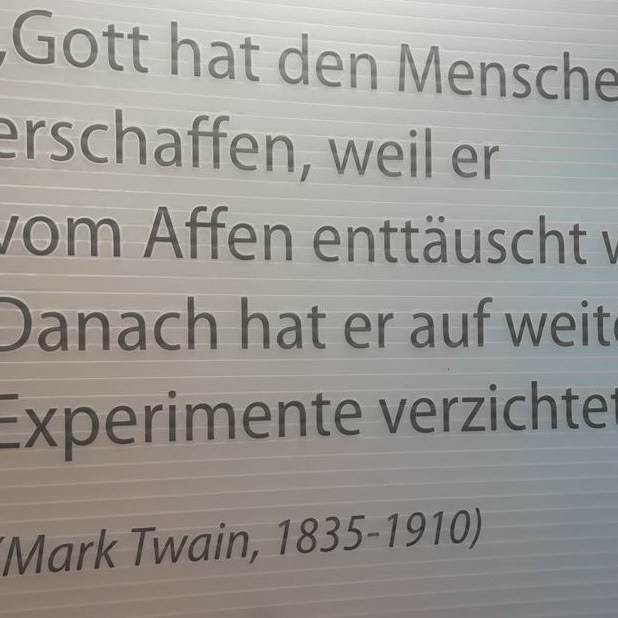 „Gott hat den Mensche
erschaffen, weil er
vom Affen enttäuscht w
Danach hat er auf weite
Experimente verzichtet
(Mark Twain, 1835-1910)